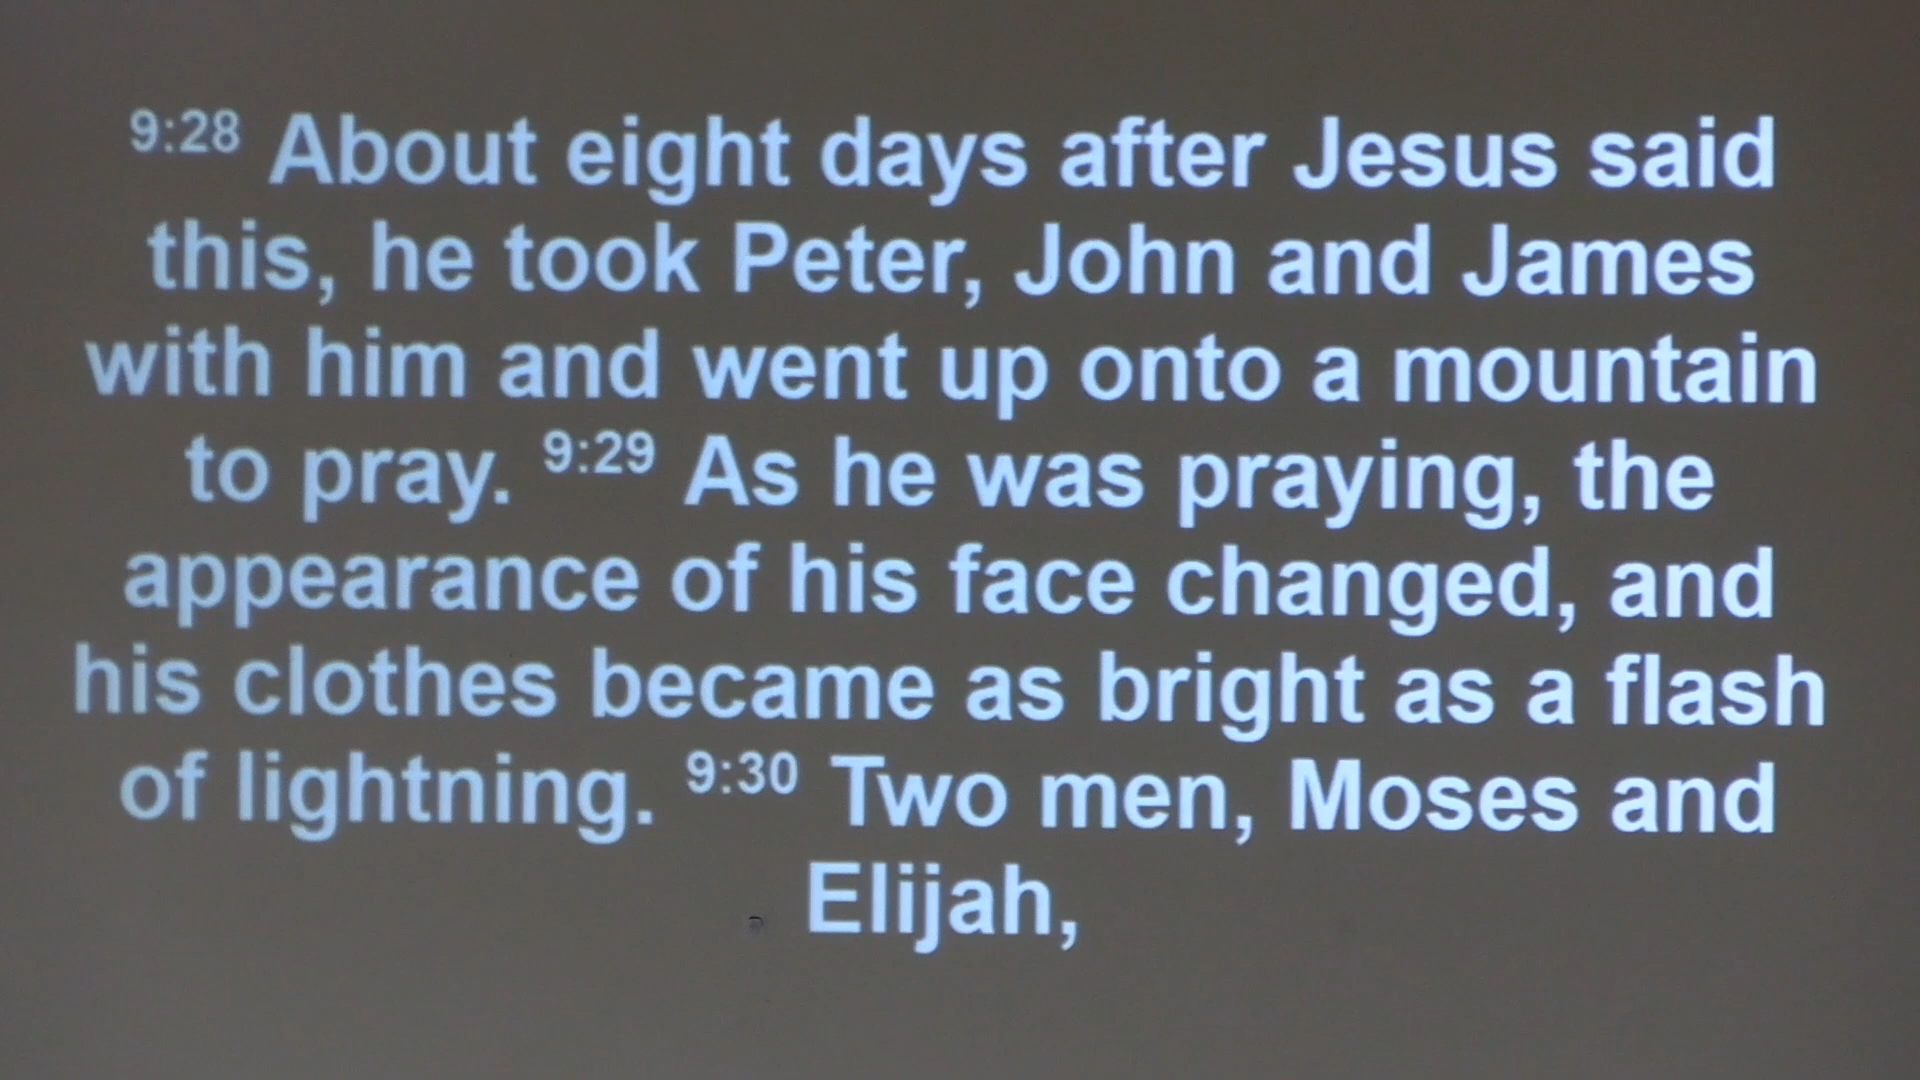 9:28 About eight days after Jesus said
this, he took Peter, John and James
with him and went up onto a mountain
to pray. 9:29 As he was praying, the
appearance of his face changed, and
his clothes became as bright as a flash
of lightning. 9:30 Two men, Moses and
Elijah,